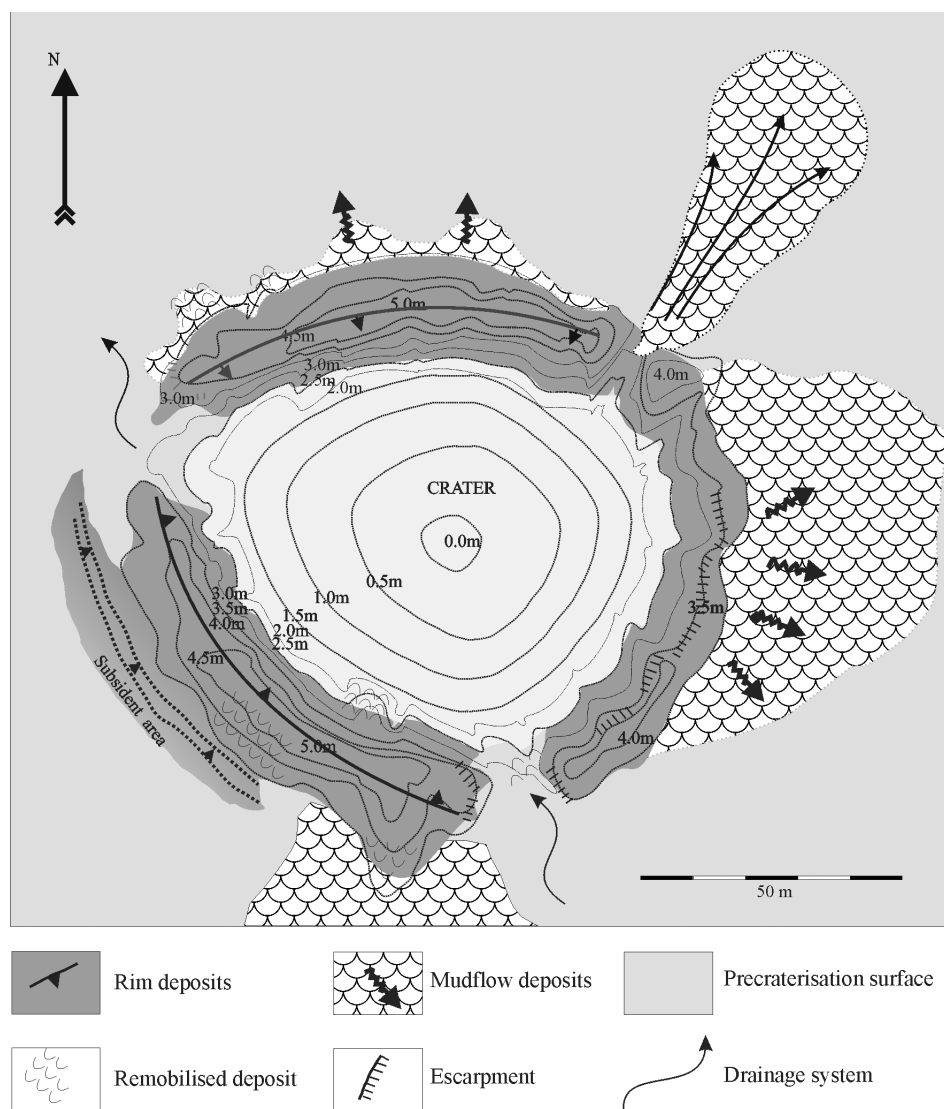 N
5.0m
4.5m
3.0m
2.5m
2.0m
3.0m
4.0m
CRATER
0.0m
0.5m
1.0m
1.5m
2.0m
2.5m
3.0m
3.5m
4.0m
4.5m
5.0m
3.5m
4.0m
Subsident area
50 m
Rim deposits
Mudflow deposits
Precraterisation surface
Remobilised deposit
Escarpment
Drainage system